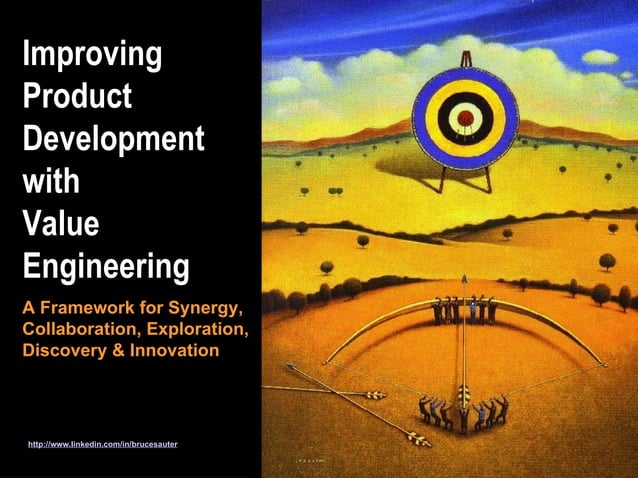 Improving
Product
Development
with
Value
Engineering
A Framework for Synergy,
Collaboration, Exploration,
Discovery & Innovation
http://www.linkedin.com/in/brucesauter